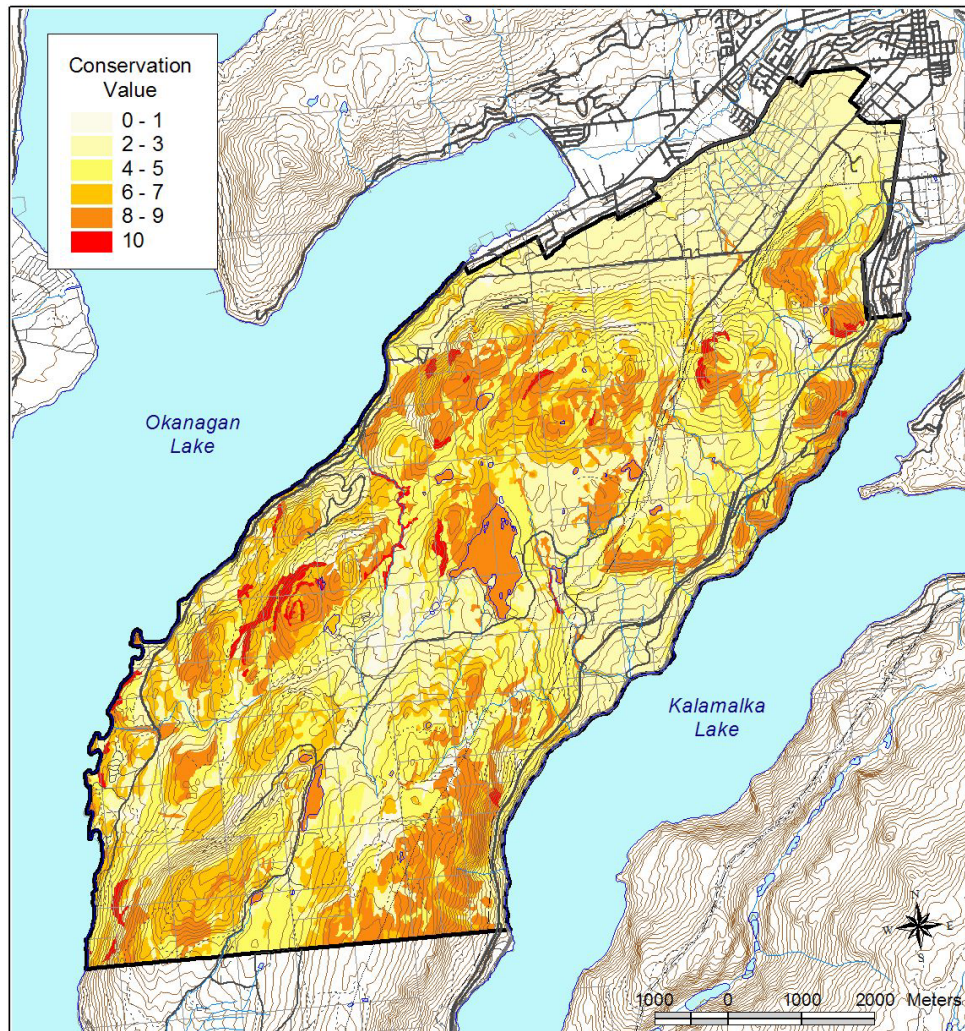 Conservation
Value
0 - 1
2 - 3
4 - 5
6 - 7
8 - 9
10
Okanagan
Lake
Kalamalka
Lake
N
W
E
S
1000 0 1000 2000 Meters